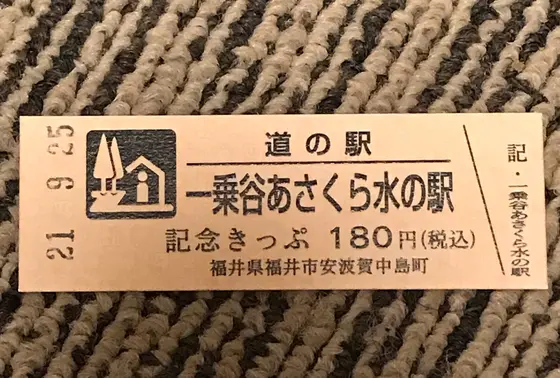 21. 9. 25
道の駅
一乗谷あさくら水の駅
記念きっぷ 180円(税込)
福井県福井市安波賀中島町
記・一乗谷あさくら水の駅